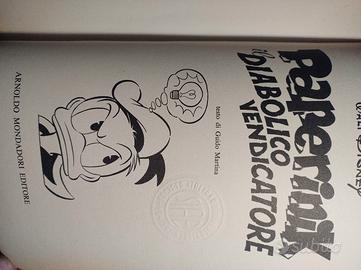 WALT DISNEY
Paperinik
il DIABOLICO
VENDICATORE
testo di Guido Martina
ARNOLDO MONDADORI EDITORE
subito